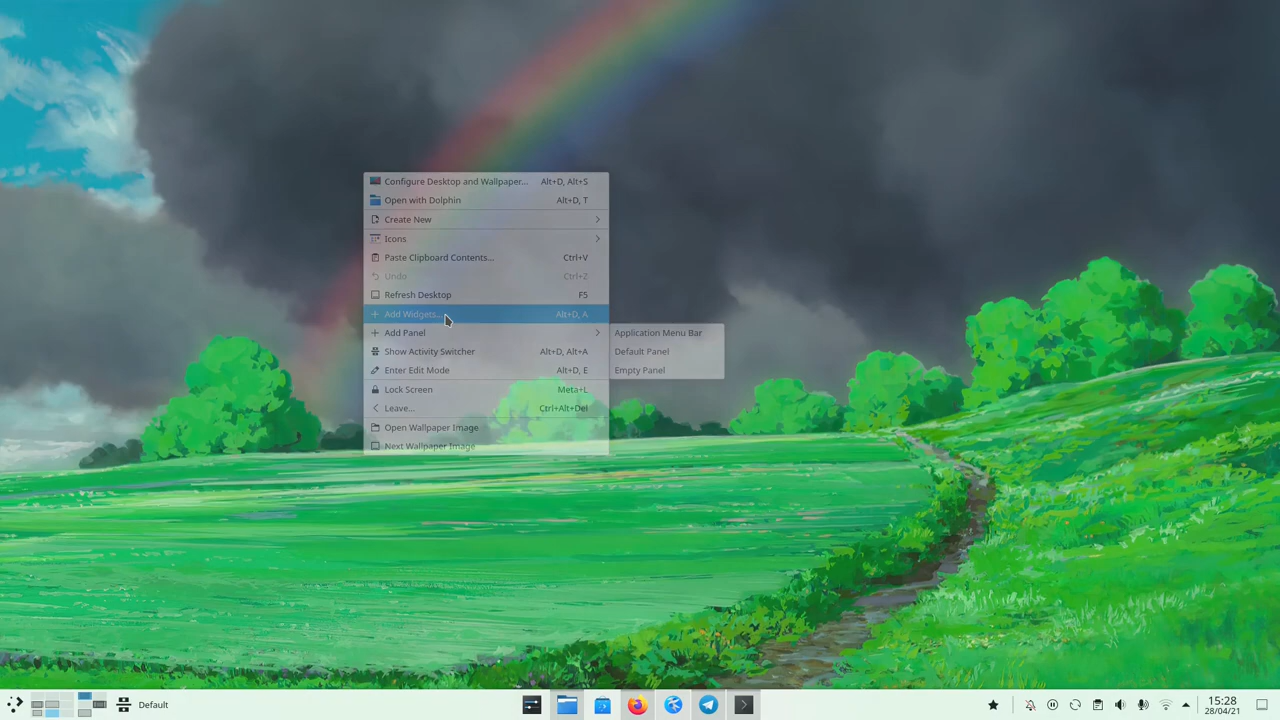 Configure Desktop and Wallpaper... Alt+D, Alt+S
Open with Dolphin Alt+D, T
Create New
Icons
Paste Clipboard Contents... Ctrl+V
Undo Ctrl+Z
Refresh Desktop F5
Add Widgets... Alt+D, A
Add Panel
Application Menu Bar
Show Activity Switcher Alt+D, Alt+A
Default Panel
Enter Edit Mode Alt+D, E
Empty Panel
Lock Screen Meta+L
Leave... Ctrl+Alt+Del
Open Wallpaper Image
Next Wallpaper Image
Default
15:28
28/04/21